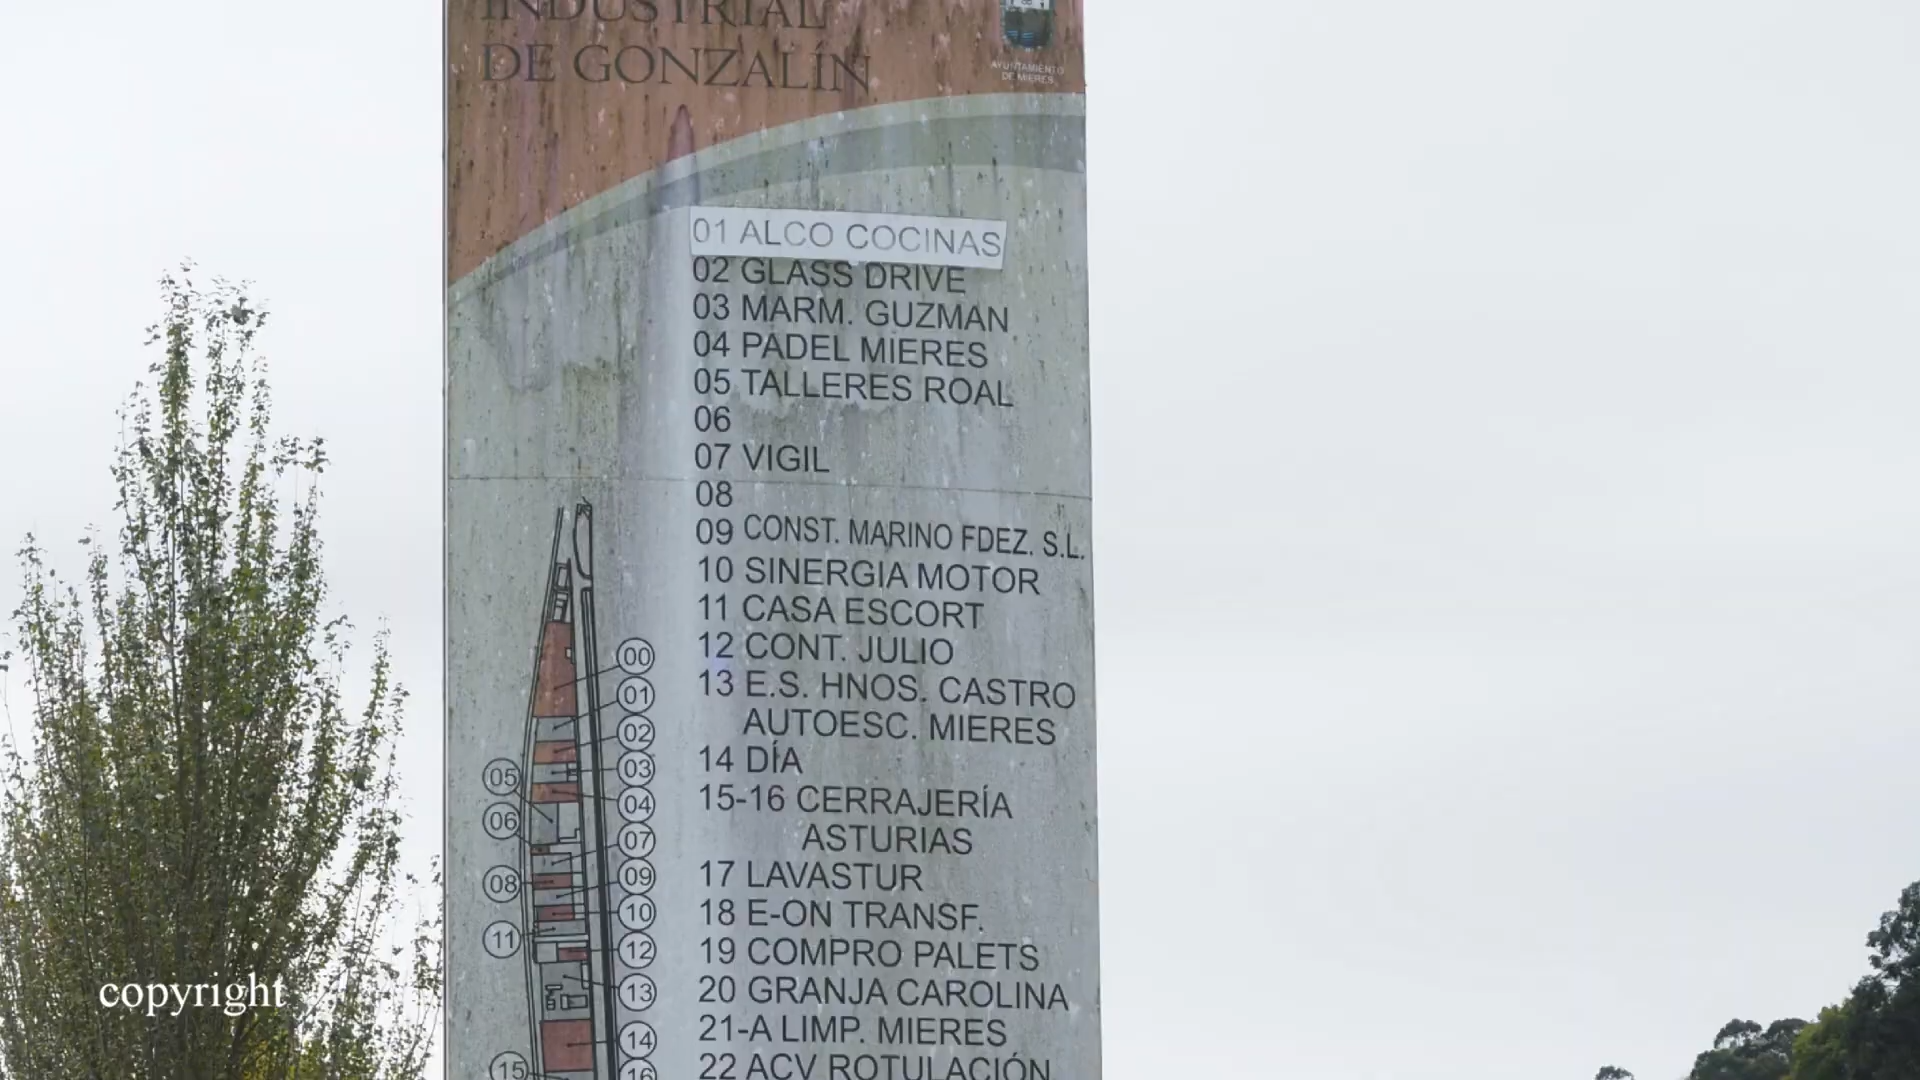 INDUSTRIAL
DE GONZALÍN
AYUNTAMIENTO
DE MIERES
01 ALCO COCINAS
02 GLASS DRIVE
03 MARM. GUZMAN
04 PADEL MIERES
05 TALLERES ROAL
06
07 VIGIL
08
09 CONST. MARINO FDEZ. S.L.
10 SINERGIA MOTOR
11 CASA ESCORT
12 CONT. JULIO
13 E.S. HNOS. CASTRO
AUTOESC. MIERES
14 DÍA
15-16 CERRAJERÍA
ASTURIAS
17 LAVASTUR
18 E-ON TRANSF.
19 COMPRO PALETS
20 GRANJA CAROLINA
21-A LIMP. MIERES
22 ACV ROTULACIÓN
00
01
02
03
05
04
06
07
09
08
10
11
12
13
14
15
16
copyright